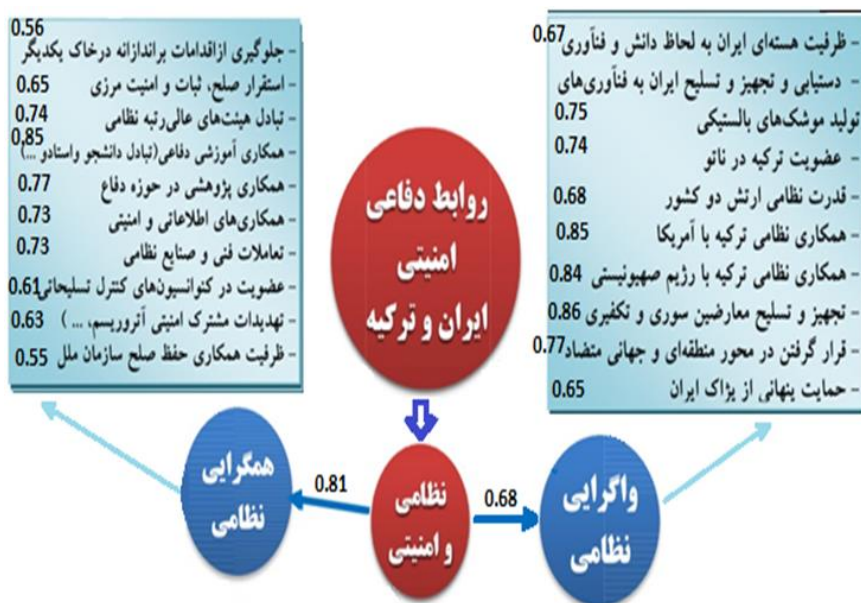 0.67 - ظرفیت هسته‌ای ایران به لحاظ دانش و فنآوری
- دستیابی و تجهیز و تسلیح ایران به فنآوری‌های
تولید موشک‌های بالستیکی 0.75
- عضویت ترکیه در ناتو 0.74
- قدرت نظامی ارتش دو کشور 0.68
- همکاری نظامی ترکیه با آمریکا 0.85
- همکاری نظامی ترکیه با رژیم صهیونیستی 0.84
- تجهیز و تسلیح معارضین سوری و تکفیری 0.86
- قرار گرفتن در محور منطقه‌ای و جهانی متضاد 0.77
- حمایت پنهانی از پژاک ایران 0.65
0.56
- جلوگیری ازاقدامات براندازانه درخاک یکدیگر
- استقرار صلح، ثبات و امنیت مرزی 0.65
- تبادل هیئت‌های عالی‌رتبه نظامی 0.74
0.85
- همکاری آموزشی دفاعی(تبادل دانشجو واستادو ...)
- همکاری پژوهشی در حوزه دفاع 0.77
- همکاری‌های اطلاعاتی و امنیتی 0.73
- تعاملات فنی و صنایع نظامی 0.73
- عضویت در کنوانسیون‌های کنترل تسلیحاتی 0.61
- تهدیدات مشترک امنیتی آتروریسم، ... ) 0.63
- ظرفیت همکاری حفظ صلح سازمان ملل 0.55
روابط دفاعی
امنیتی
ایران و ترکیه
نظامی
و امنیتی
0.68
واگرایی
نظامی
0.81
همگرایی
نظامی